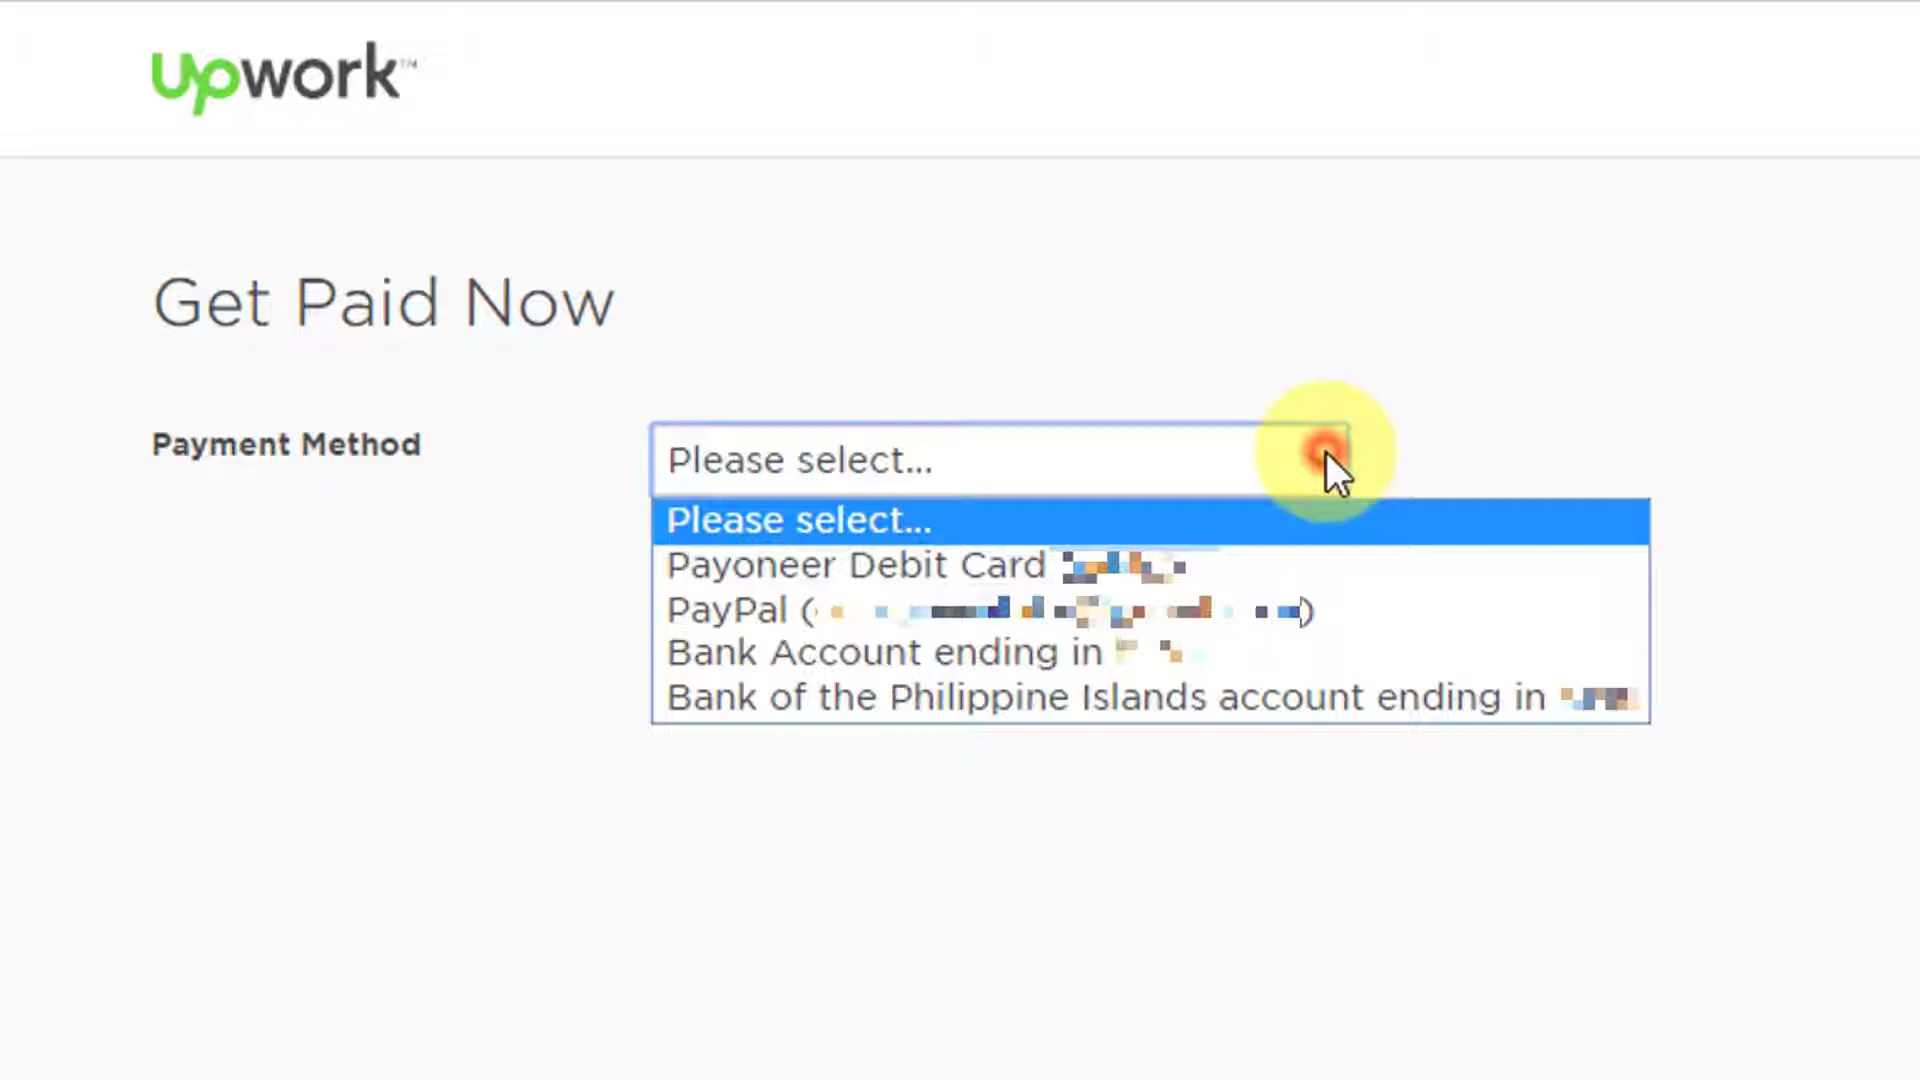 upwork™
Get Paid Now
Payment Method
Please select...
Please select...
Payoneer Debit Card
PayPal ( )
Bank Account ending in
Bank of the Philippine Islands account ending in